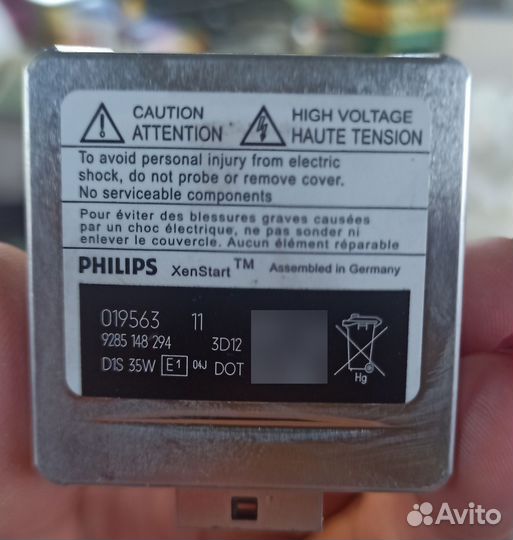 CAUTION
ATTENTION
HIGH VOLTAGE
HAUTE TENSION
To avoid personal injury from electric
shock, do not probe or remove cover.
No serviceable components
Pour éviter des blessures graves causées
par un choc électrique, ne pas sonder ni
enlever le couvercle. Aucun élément réparable
PHILIPS XenStart TM Assembled in Germany
019563 11
9285 148 294 3D12
D1S 35W E1 04J DOT
Hg
Avito